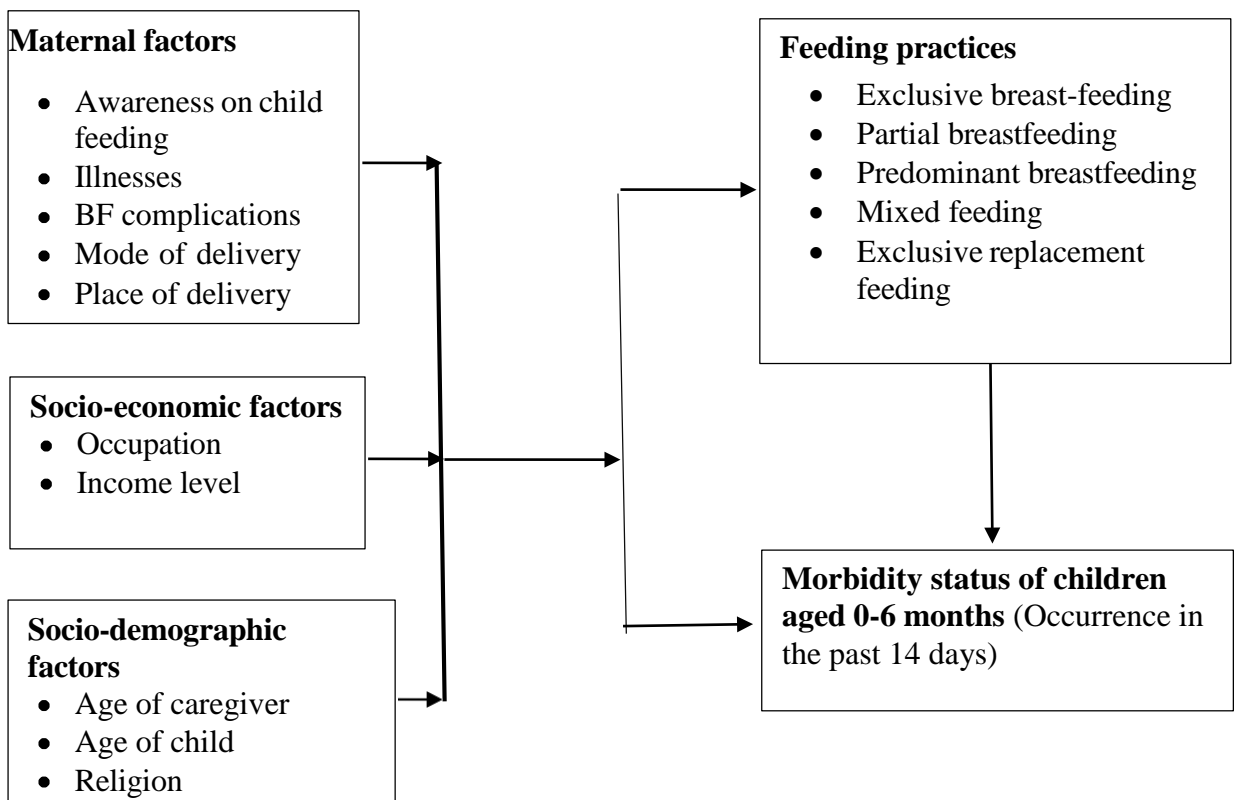 Maternal factors
• Awareness on child
feeding
• Illnesses
• BF complications
• Mode of delivery
• Place of delivery
Socio-economic factors
• Occupation
• Income level
Socio-demographic
factors
• Age of caregiver
• Age of child
• Religion
Feeding practices
• Exclusive breast-feeding
• Partial breastfeeding
• Predominant breastfeeding
• Mixed feeding
• Exclusive replacement
feeding
Morbidity status of children
aged 0-6 months (Occurrence in
the past 14 days)